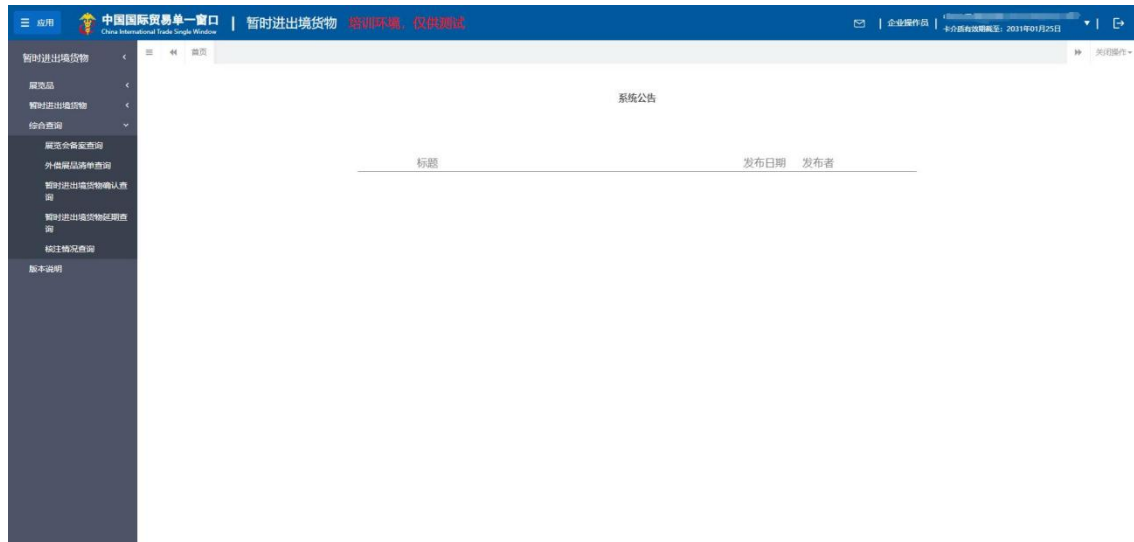 应用
中国国际贸易单一窗口 | 暂时进出境货物 培训环境，仅供测试
China International Trade Single Window
企业操作员
卡介质有效期截至：2031年01月25日
暂时进出境货物
首页
关闭操作
展览品
暂时进出境货物
综合查询
展览会备案查询
外借展品清单查询
暂时进出境货物确认查
询
暂时进出境货物延期查
询
核注情况查询
版本说明
系统公告
标题 发布日期 发布者